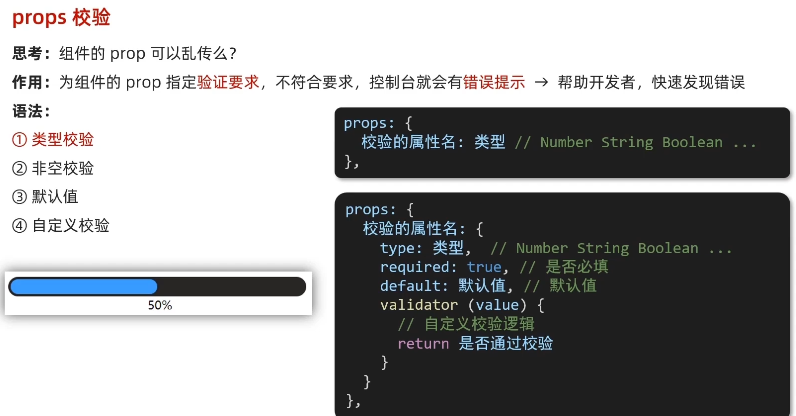 props 校验
思考：组件的 prop 可以乱传么？
作用：为组件的 prop 指定验证要求，不符合要求，控制台就会有错误提示 → 帮助开发者，快速发现错误
语法：
① 类型校验
② 非空校验
③ 默认值
④ 自定义校验
50%
props: {
  校验的属性名: 类型 // Number String Boolean ...
},
props: {
  校验的属性名: {
    type: 类型,  // Number String Boolean ...
    required: true, // 是否必填
    default: 默认值, // 默认值
    validator (value) {
      // 自定义校验逻辑
      return 是否通过校验
    }
  }
},